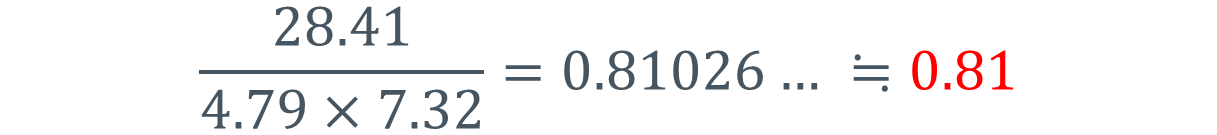 28.41
4.79 × 7.32 = 0.81026 … ≒ 0.81